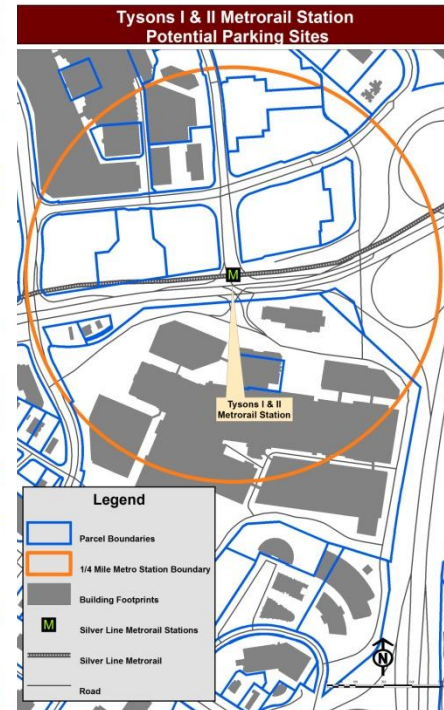 Tysons I & II Metrorail Station
Potential Parking Sites
M
Tysons I & II
Metrorail Station
Legend
Parcel Boundaries
1/4 Mile Metro Station Boundary
Building Footprints
M
Silver Line Metrorail Stations
Silver Line Metrorail
Road
N